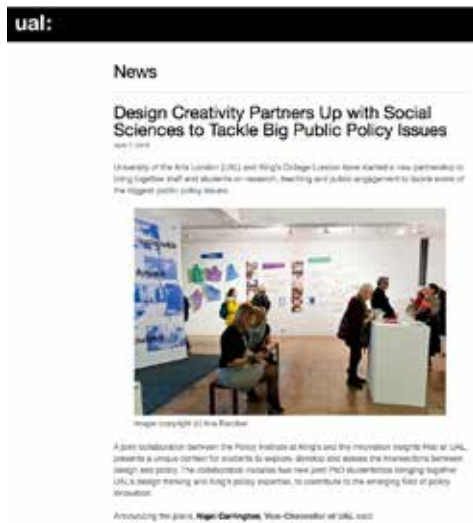 ual:
News
Design Creativity Partners Up with Social
Sciences to Tackle Big Public Policy Issues
University of the Arts London (UAL) and King's College London have started a new partnership to
bring together staff and students on research, teaching and public engagement to tackle some of
the biggest public policy issues.
Image copyright (c)
A joint collaboration between the Policy Institute at King's and the Innovation Insights Hub at UAL,
presents a unique context for students to explore, develop and assess the intersections between
design and policy. The collaboration includes two new joint PhD studentships bringing together
UAL's design thinking and King's policy expertise, to contribute to the emerging field of policy
innovation.
Announcing the plans, Nigel Carrington, Vice-Chancellor at UAL said: